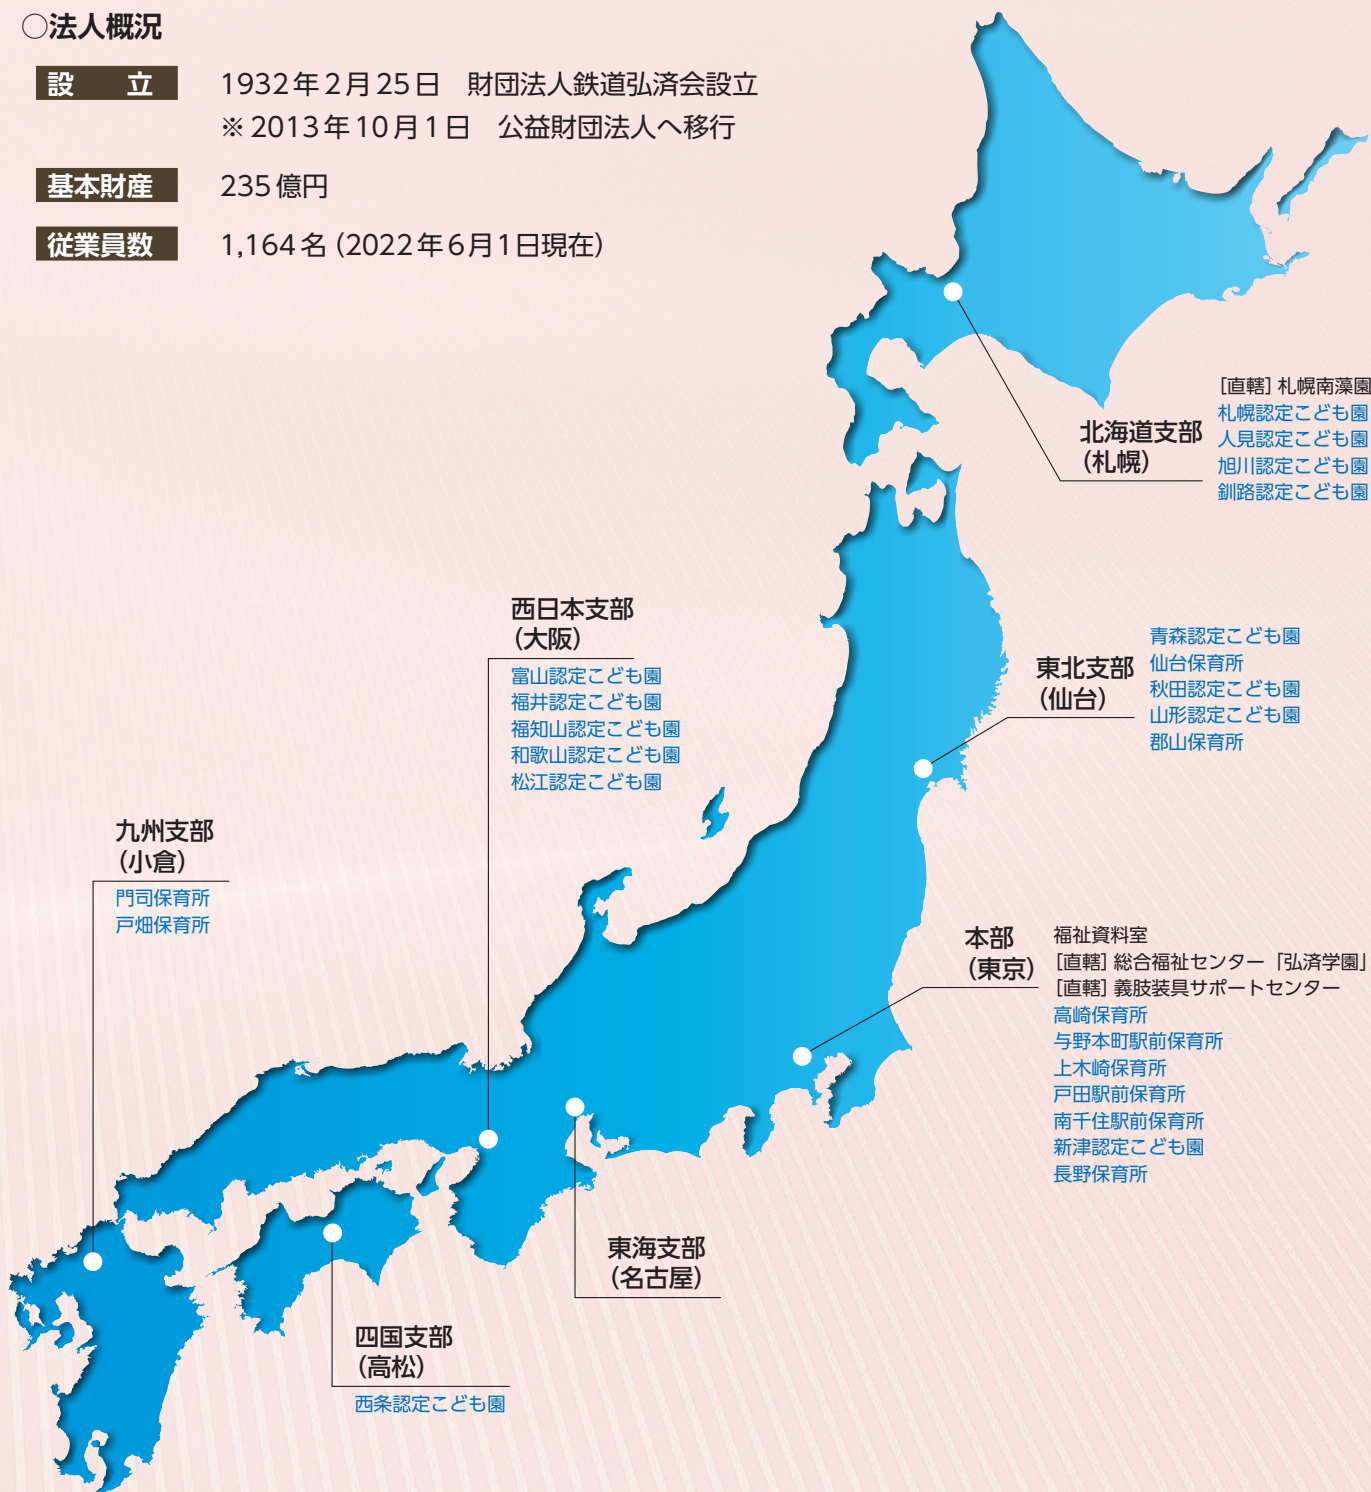 ○法人概況
設　立　1932年2月25日　財団法人鉄道弘済会設立
※2013年10月1日　公益財団法人へ移行
基本財産　235億円
従業員数　1,164名（2022年6月1日現在）
北海道支部
（札幌）
［直轄］札幌南藻園
札幌認定こども園
人見認定こども園
旭川認定こども園
釧路認定こども園
東北支部
（仙台）
青森認定こども園
仙台保育所
秋田認定こども園
山形認定こども園
郡山保育所
西日本支部
（大阪）
富山認定こども園
福井認定こども園
福知山認定こども園
和歌山認定こども園
松江認定こども園
九州支部
（小倉）
門司保育所
戸畑保育所
本部
（東京）
福祉資料室
［直轄］総合福祉センター「弘済学園」
［直轄］義肢装具サポートセンター
高崎保育所
与野本町駅前保育所
上木崎保育所
戸田駅前保育所
南千住駅前保育所
新津認定こども園
長野保育所
東海支部
（名古屋）
四国支部
（高松）
西条認定こども園